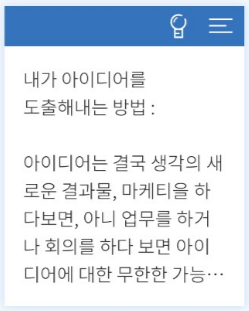 내가 아이디어를
도출해내는 방법 :
아이디어는 결국 생각의 새
로운 결과물, 마케티을 하
다보면, 아니 업무를 하거
나 회의를 하다 보면 아이
디어에 대한 무한한 가능…